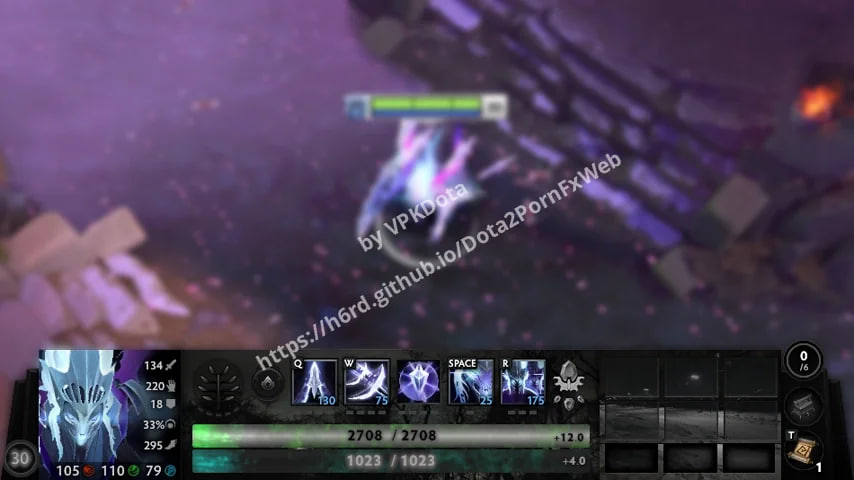 by VPKDota
https://h6rd.github.io/Dota2PornFxWeb
134
220
18
33%
295
30
105 110 79
Q 130
W 75
SPACE 25
R 175
2708 / 2708 +12.0
1023 / 1023 +4.0
0
/6
T
1